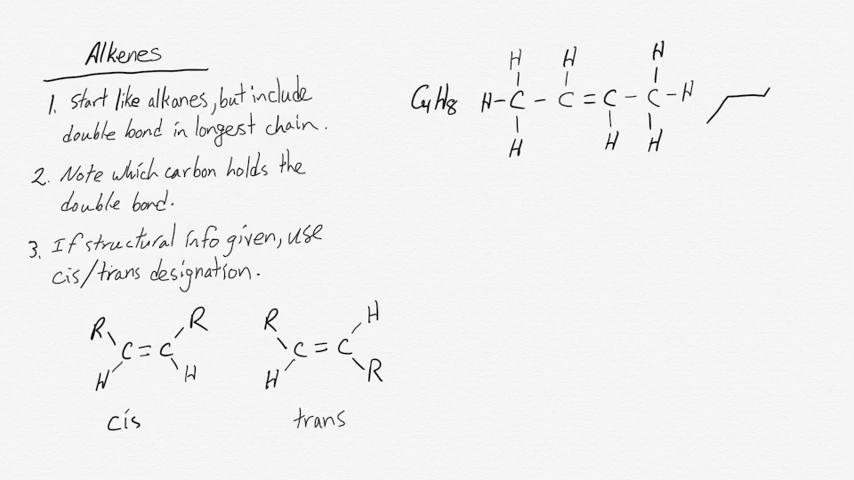 Alkenes
1. Start like alkanes, but include
double bond in longest chain.
2. Note which carbon holds the
double bond.
3. If structural info given, use
cis/trans designation.
R R
C = C
H H
cis
R H
C = C
H R
trans
H H H
C4H8 H - C - C = C - C - H
H H H